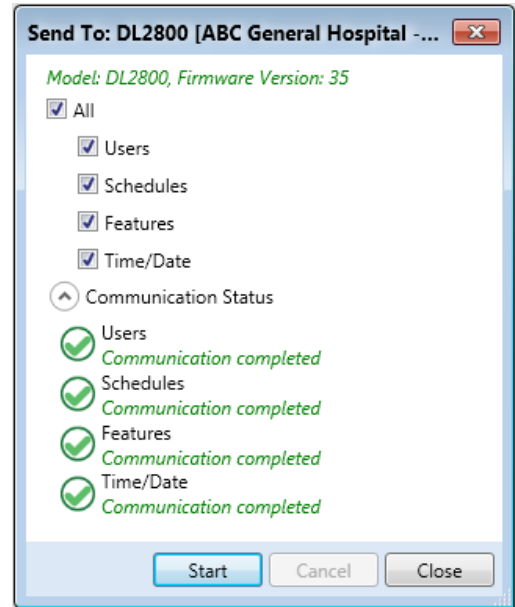 Send To: DL2800 [ABC General Hospital -...
Model: DL2800, Firmware Version: 35
All
Users
Schedules
Features
Time/Date
Communication Status
Users
Communication completed
Schedules
Communication completed
Features
Communication completed
Time/Date
Communication completed
Start Cancel Close